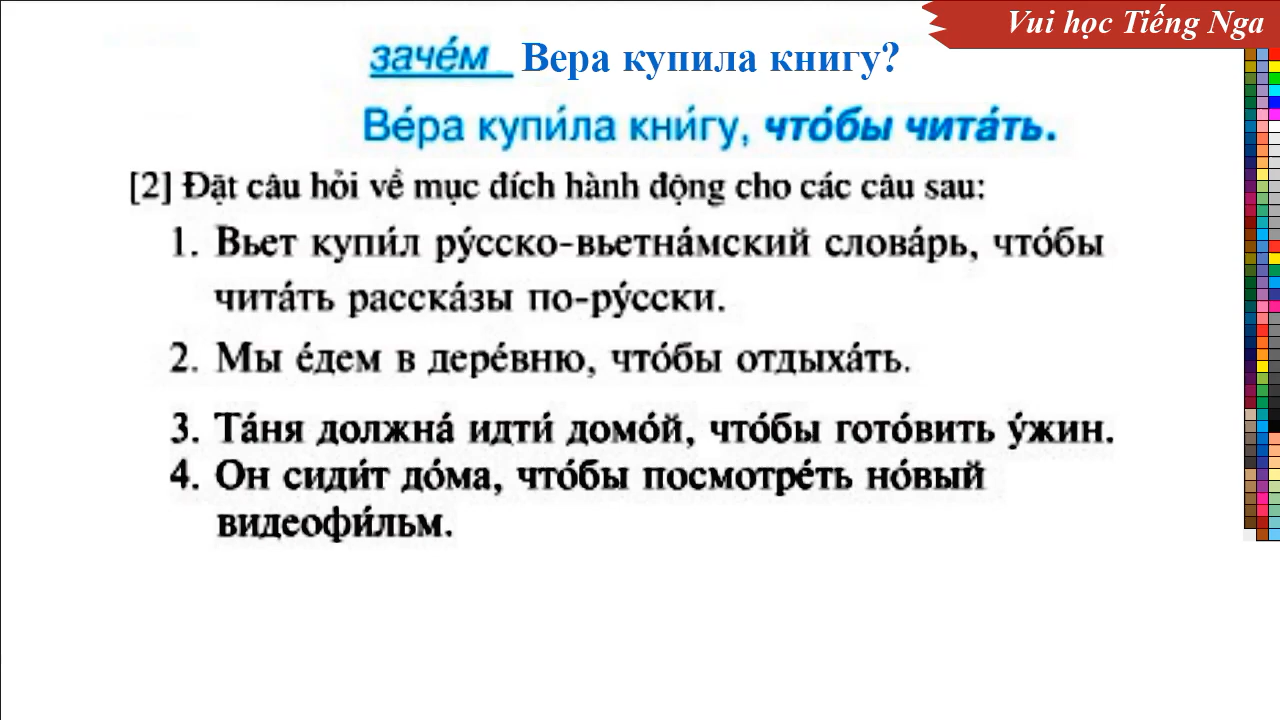 Vui học Tiếng Nga
заче́м Вера купила книгу?
Ве́ра купи́ла кни́гу, что́бы чита́ть.
[2] Đặt câu hỏi về mục đích hành động cho các câu sau:
1. Вьет купи́л ру́сско-вьетна́мский слова́рь, что́бы
чита́ть расска́зы по-ру́сски.
2. Мы е́дем в дере́вню, что́бы отдыха́ть.
3. Та́ня должна́ идти́ домо́й, что́бы гото́вить у́жин.
4. Он сиди́т до́ма, что́бы посмотре́ть но́вый
видеофи́льм.